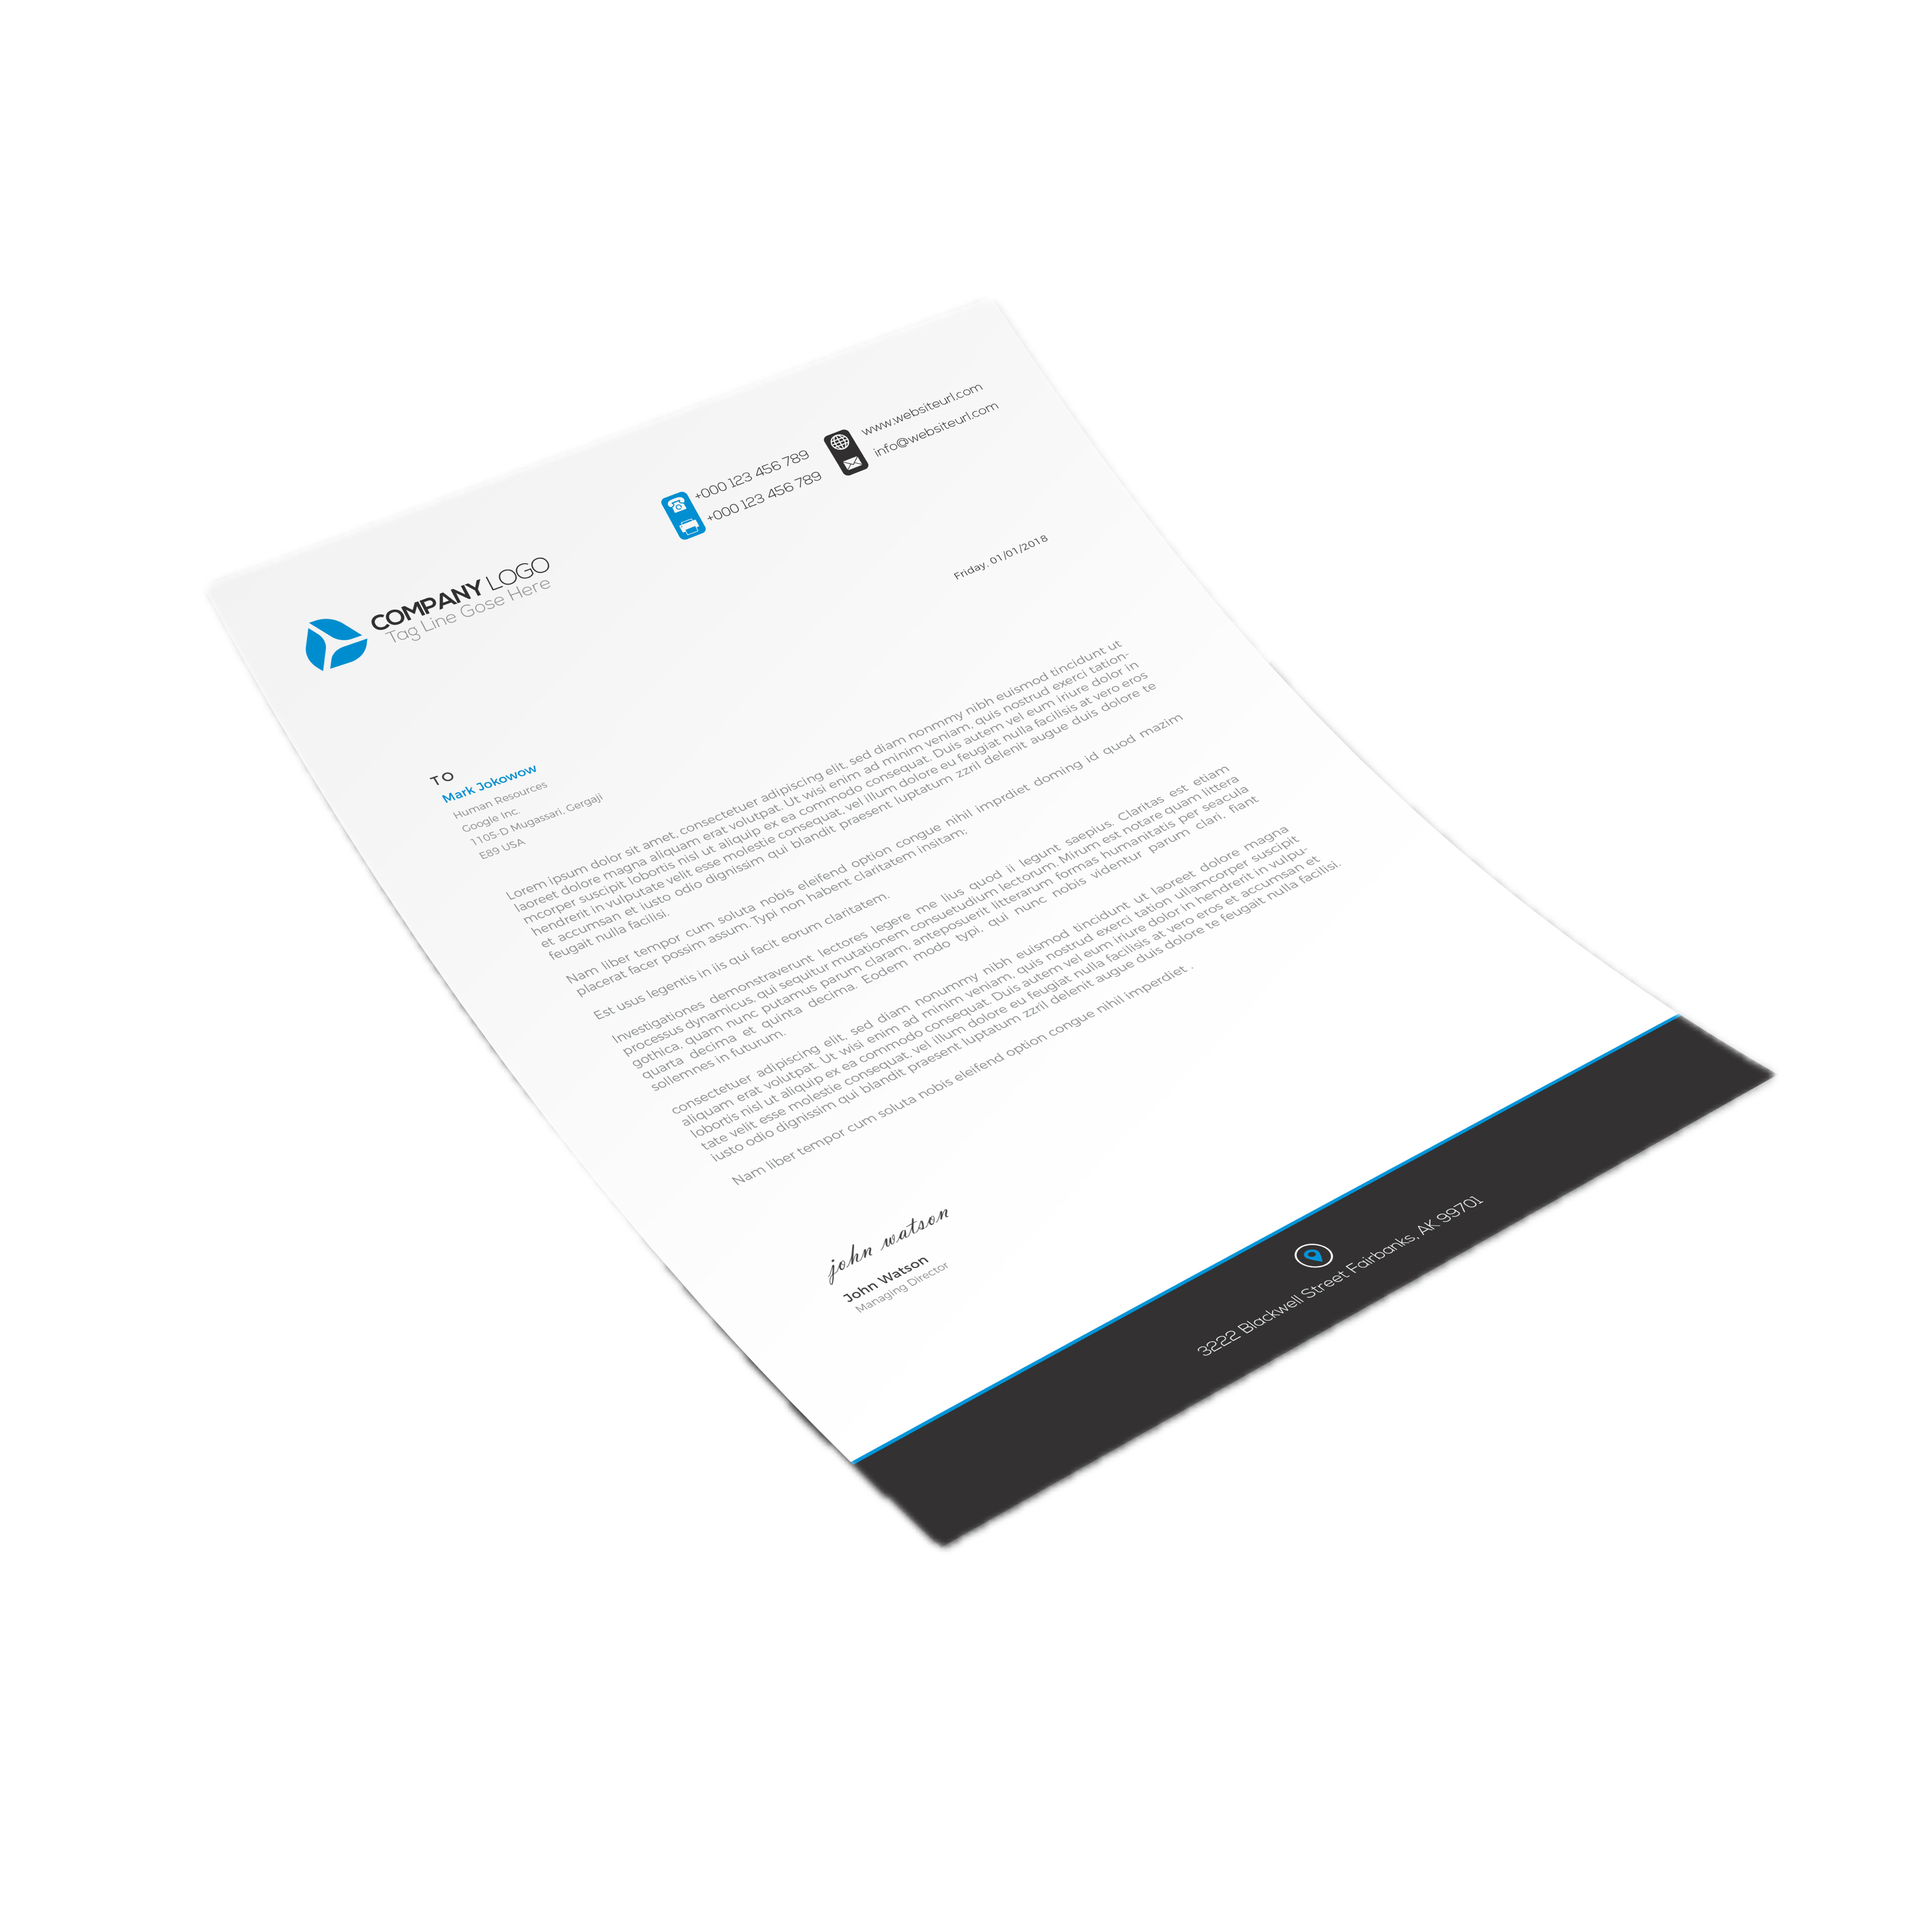 COMPANY LOGO
Tag Line Gose Here
+000 123 456 789
+000 123 456 789
www.websiteurl.com
info@websiteurl.com
Friday, 01/01/2018
TO
Mark Jokowow
Human Resources
Google Inc.
1105-D Mugassari, Gergaji
E89 USA
Lorem ipsum dolor sit amet, consectetuer adipiscing elit, sed diam nonmmy nibh euismod tincidunt ut
laoreet dolore magna aliquam erat volutpat. Ut wisi enim ad minim veniam, quis nostrud exerci tation-
mcorper suscipit lobortis nisl ut aliquip ex ea commodo consequat. Duis autem vel eum iriure dolor in
hendrerit in vulputate velit esse molestie consequat, vel illum dolore eu feugiat nulla facilisis at vero eros
et accumsan et iusto odio dignissim qui blandit praesent luptatum zzril delenit augue duis dolore te
feugait nulla facilisi.
Nam liber tempor cum soluta nobis eleifend option congue nihil imprdiet doming id quod mazim
placerat facer possim assum. Typi non habent claritatem insitam;
Est usus legentis in iis qui facit eorum claritatem.
Investigationes demonstraverunt lectores legere me lius quod ii legunt saepius. Claritas est etiam
processus dynamicus, qui sequitur mutationem consuetudium lectorum. Mirum est notare quam littera
gothica, quam nunc putamus parum claram, anteposuerit litterarum formas humanitatis per seacula
quarta decima et quinta decima. Eodem modo typi, qui nunc nobis videntur parum clari, fiant
sollemnes in futurum.
consectetuer adipiscing elit, sed diam nonummy nibh euismod tincidunt ut laoreet dolore magna
aliquam erat volutpat. Ut wisi enim ad minim veniam, quis nostrud exerci tation ullamcorper suscipit
lobortis nisl ut aliquip ex ea commodo consequat. Duis autem vel eum iriure dolor in hendrerit in vulpu-
tate velit esse molestie consequat, vel illum dolore eu feugiat nulla facilisis at vero eros et accumsan et
iusto odio dignissim qui blandit praesent luptatum zzril delenit augue duis dolore te feugait nulla facilisi.
Nam liber tempor cum soluta nobis eleifend option congue nihil imperdiet .
john watson
John Watson
Managing Director
3222 Blackwell Street Fairbanks, AK 99701